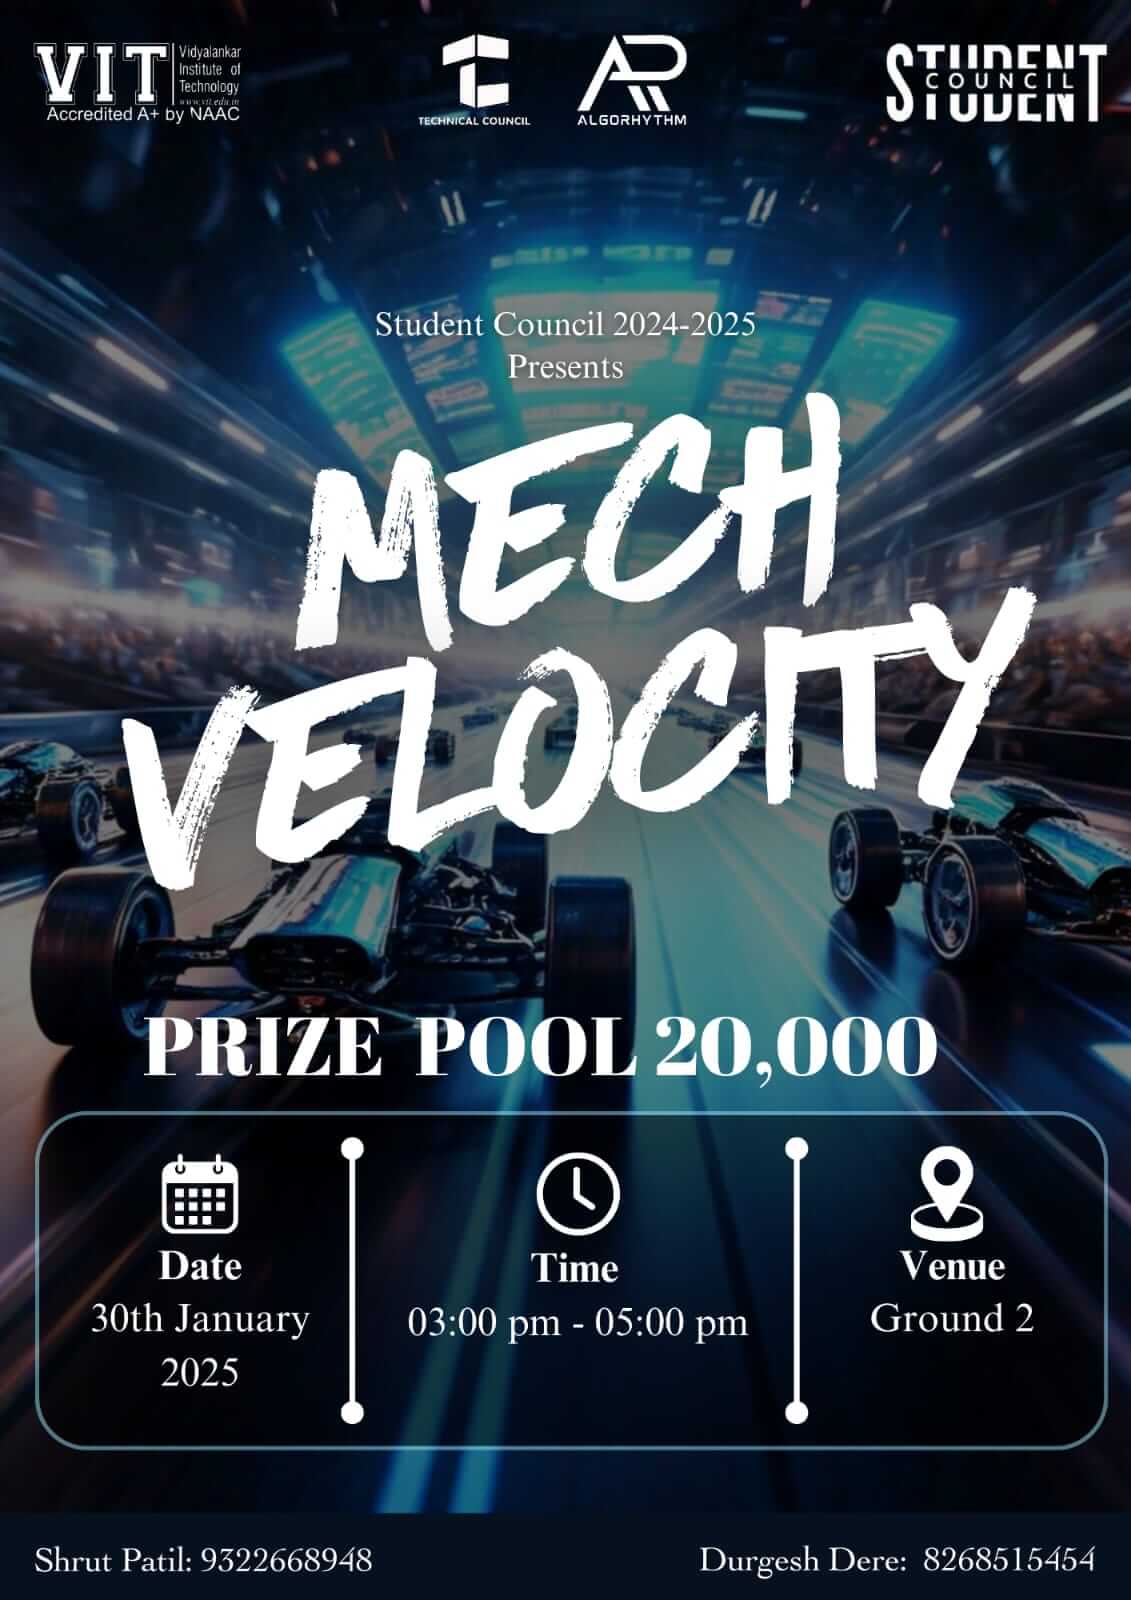 VIT
Vidyalankar
Institute of
Technology
www.vit.edu.in
Accredited A+ by NAAC
TECHNICAL COUNCIL
ALGORHYTHM
STUDENT
COUNCIL
Student Council 2024-2025
Presents
MECH
VELOCITY
PRIZE POOL 20,000
Date
30th January
2025
Time
03:00 pm - 05:00 pm
Venue
Ground 2
Shrut Patil: 9322668948
Durgesh Dere: 8268515454